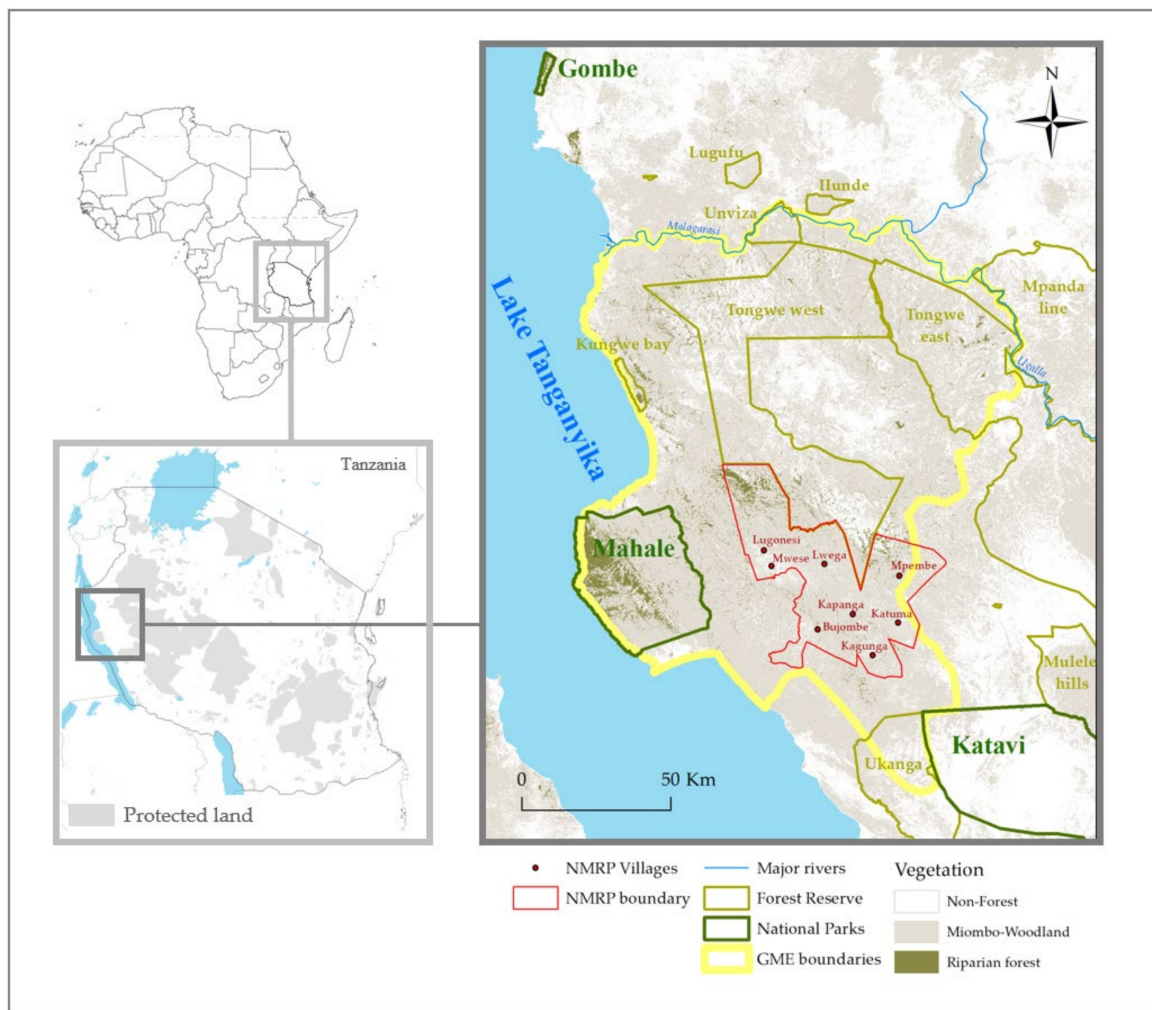 Gombe
N
Lugufu
Ilunde
Unviza
Malagarasi
Mpanda
line
Tongwe west
Tongwe
east
Lake Tanganyika
Kungwe bay
Ugalla
Tanzania
Mahale
Lugonesi
Mwese
Lwega
Mpembe
Kapanga
Katuma
Bujombe
Kagunga
Mulele
hills
Katavi
Ukanga
0 50 Km
Protected land
NMRP Villages
NMRP boundary
Major rivers
Forest Reserve
National Parks
GME boundaries
Vegetation
Non-Forest
Miombo-Woodland
Riparian forest